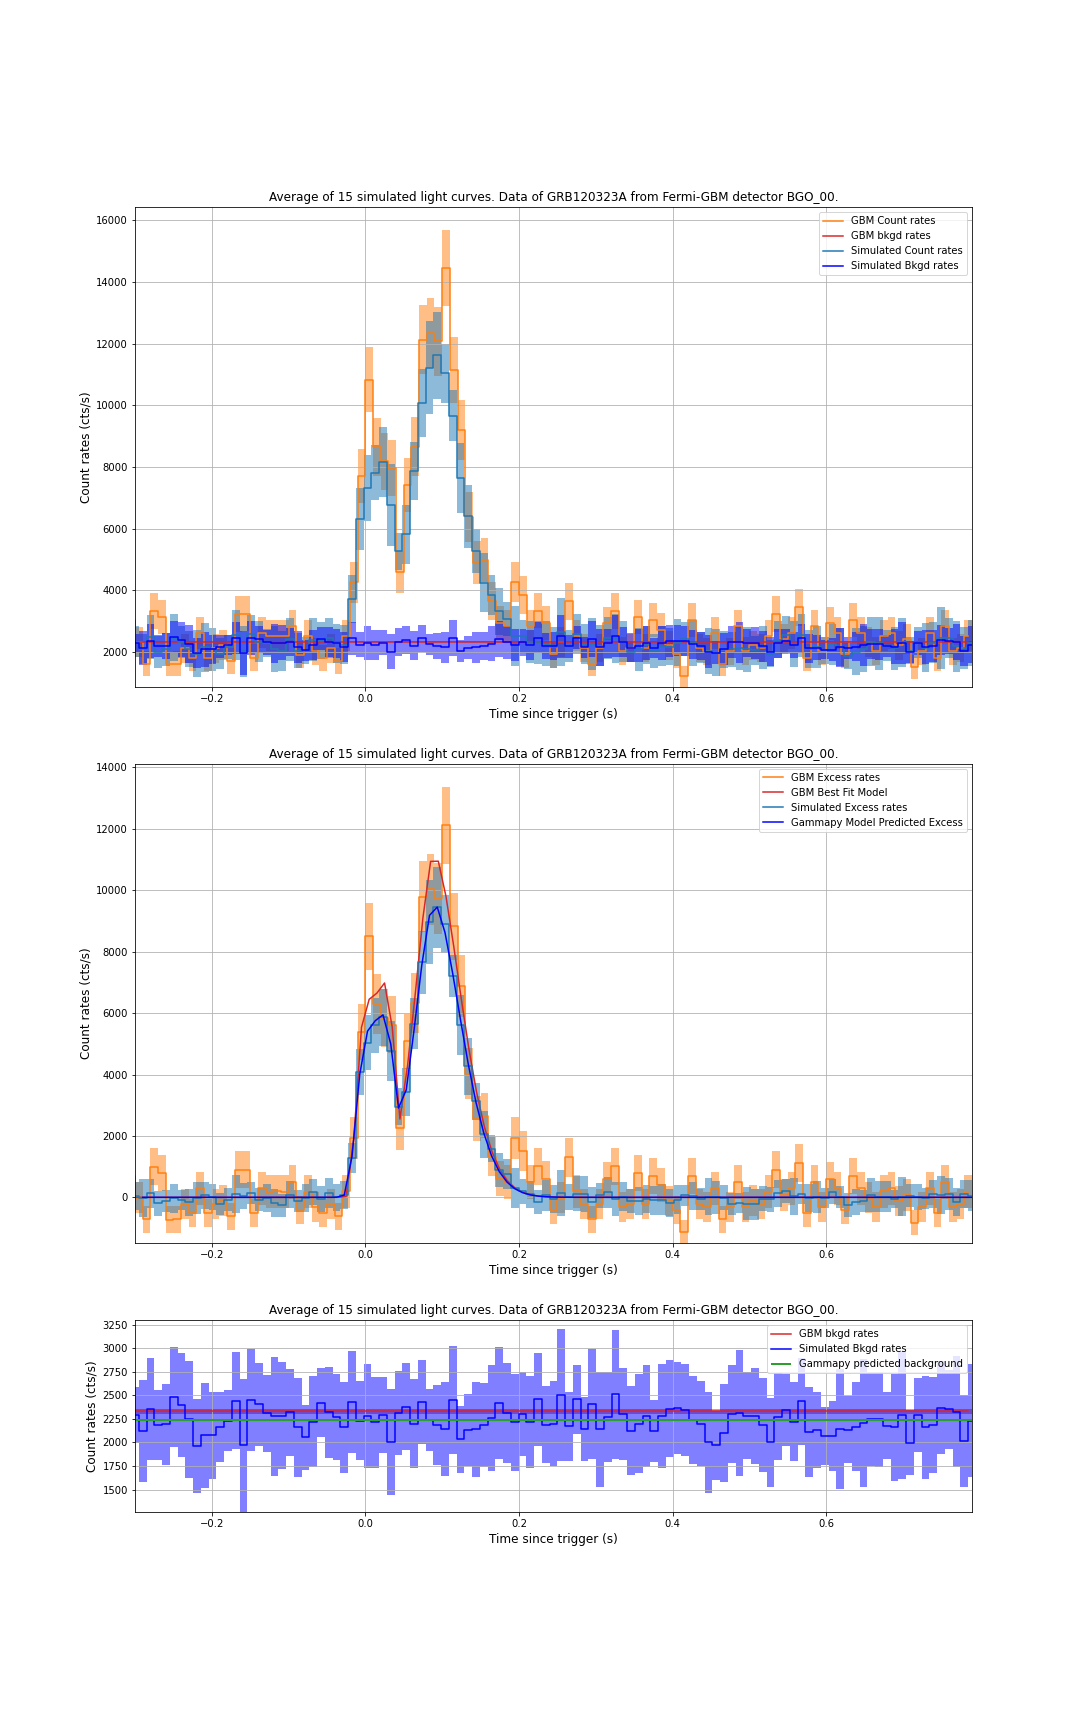 Average of 15 simulated light curves. Data of GRB120323A from Fermi-GBM detector BGO_00.
GBM Count rates
GBM bkgd rates
Simulated Count rates
Simulated Bkgd rates
Count rates (cts/s)
16000
14000
12000
10000
8000
6000
4000
2000
−0.2
0.0
0.2
0.4
0.6
Time since trigger (s)
Average of 15 simulated light curves. Data of GRB120323A from Fermi-GBM detector BGO_00.
GBM Excess rates
GBM Best Fit Model
Simulated Excess rates
Gammapy Model Predicted Excess
Count rates (cts/s)
14000
12000
10000
8000
6000
4000
2000
0
−0.2
0.0
0.2
0.4
0.6
Time since trigger (s)
Average of 15 simulated light curves. Data of GRB120323A from Fermi-GBM detector BGO_00.
GBM bkgd rates
Simulated Bkgd rates
Gammapy predicted background
Count rates (cts/s)
3250
3000
2750
2500
2250
2000
1750
1500
−0.2
0.0
0.2
0.4
0.6
Time since trigger (s)